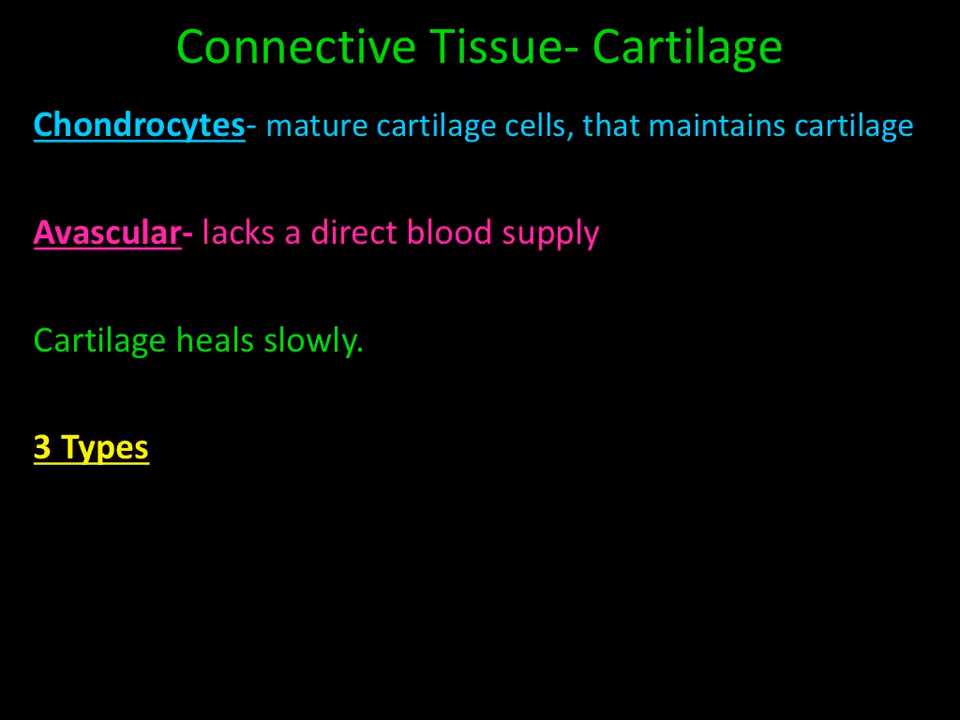 Connective Tissue- Cartilage
Chondrocytes- mature cartilage cells, that maintains cartilage
Avascular- lacks a direct blood supply
Cartilage heals slowly.
3 Types